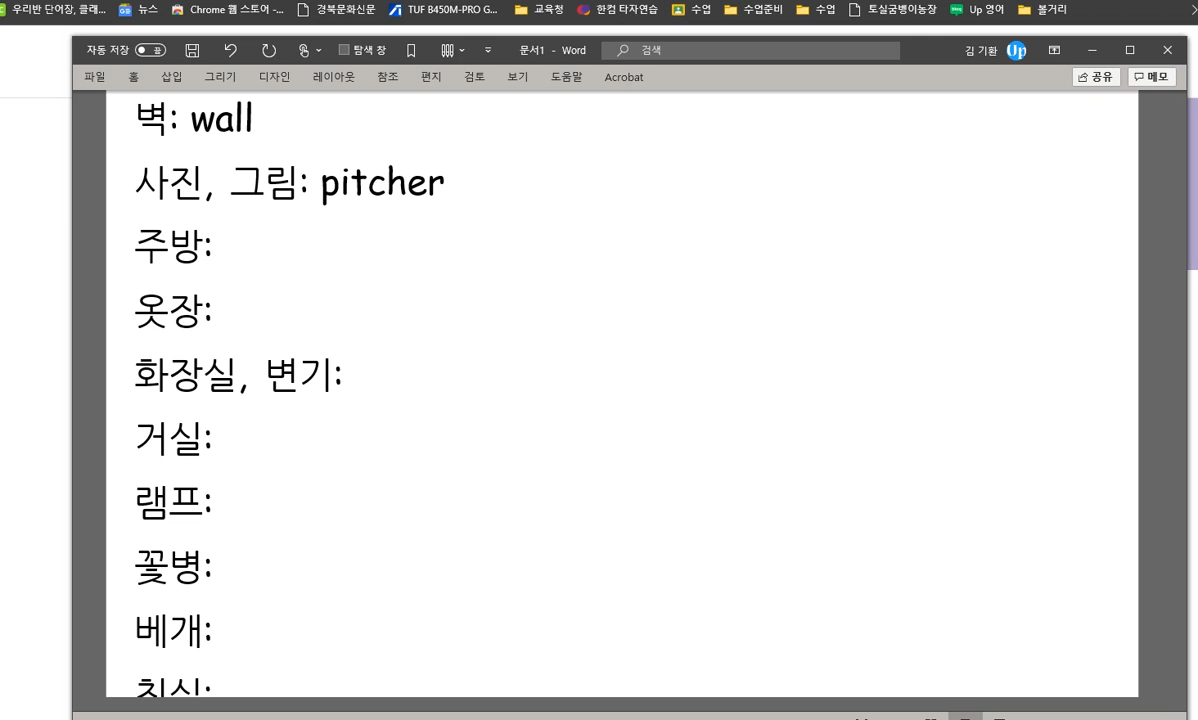 우리반 단어장, 클래... 뉴스 Chrome 웹 스토어 -... 경북문화신문 TUF B450M-PRO G... 교육청 한컴 타자연습 수업 수업준비 수업 토실굼벵이농장 Up 영어 볼거리
자동 저장 끔 탐색 창 문서1 - Word 검색 김 기환 Up
파일 홈 삽입 그리기 디자인 레이아웃 참조 편지 검토 보기 도움말 Acrobat 공유 메모
벽: wall
사진, 그림: pitcher
주방:
옷장:
화장실, 변기:
거실:
램프:
꽃병:
베개:
침실: